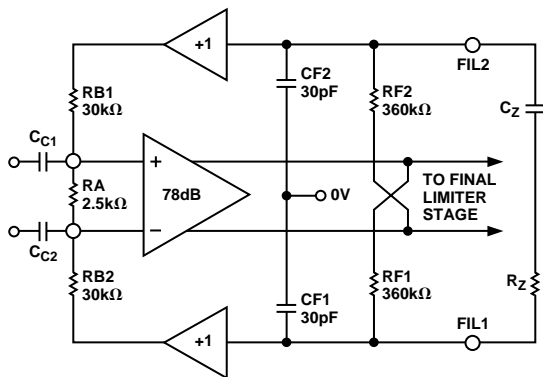 +1
FIL2
RB1
30kΩ
CF2
30pF
RF2
360kΩ
CZ
CC1
+
RA
2.5kΩ
78dB
0V
TO FINAL
LIMITER
STAGE
CC2
−
RB2
30kΩ
CF1
30pF
RF1
360kΩ
RZ
+1
FIL1